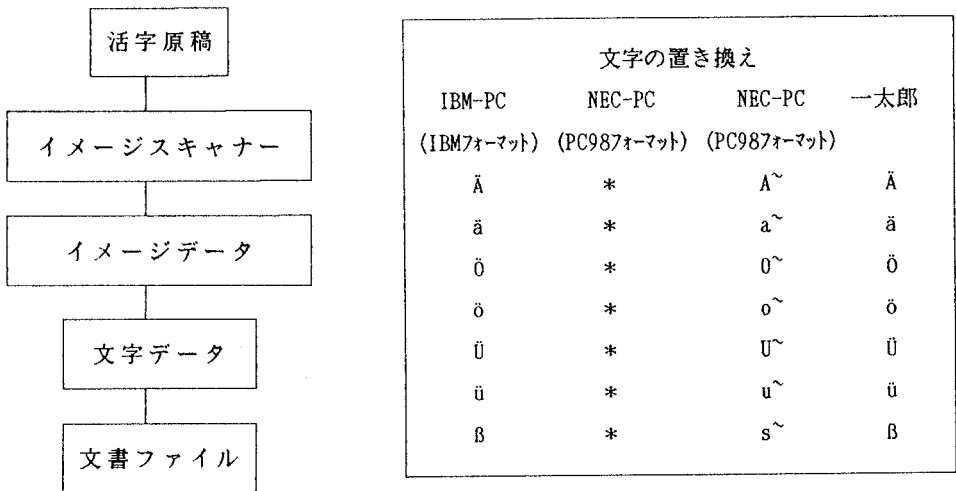 活字原稿
イメージスキャナー
イメージデータ
文字データ
文書ファイル
文字の置き換え
IBM-PC NEC-PC NEC-PC 一太郎
(IBMフォーマット) (PC98フォーマット) (PC98フォーマット)
Ä * A~ Ä
ä * a~ ä
Ö * O~ Ö
ö * o~ ö
Ü * U~ Ü
ü * u~ ü
ß * s~ ß